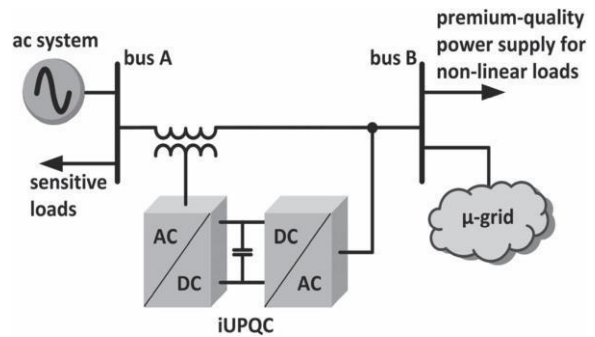 premium-quality
power supply for
non-linear loads
ac system
bus A
bus B
sensitive
loads
μ-grid
AC
DC
DC
AC
iUPQC